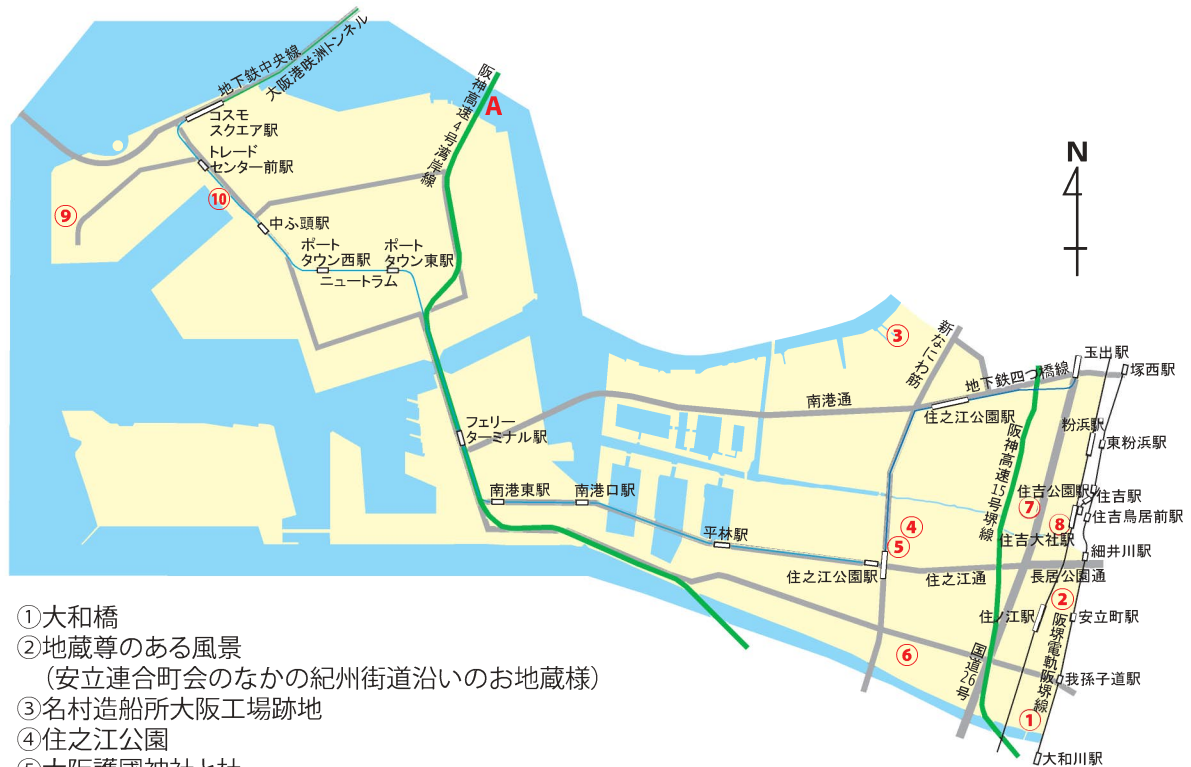 地下鉄中央線
大阪港咲洲トンネル
阪神高速4号湾岸線
A
コスモ
スクエア駅
トレード
センター前駅
⑨
⑩
中ふ頭駅
ポート
タウン西駅
ポート
タウン東駅
ニュートラム
N
③
新なにわ筋
玉出駅
塚西駅
地下鉄四つ橋線
南港通
住之江公園駅
フェリー
ターミナル駅
粉浜駅
東粉浜駅
阪神高速15号堺線
南港東駅
南港口駅
住吉公園駅
住吉駅
⑦
住吉鳥居前駅
④
⑧
平林駅
⑤
住吉大社駅
細井川駅
住之江公園駅
住之江通
長居公園通
②
住ノ江駅
安立町駅
阪堺電軌阪堺線
⑥
国道26号
我孫子道駅
①
大和川駅
①大和橋
②地蔵尊のある風景
（安立連合町会のなかの紀州街道沿いのお地蔵様）
③名村造船所大阪工場跡地
④住之江公園